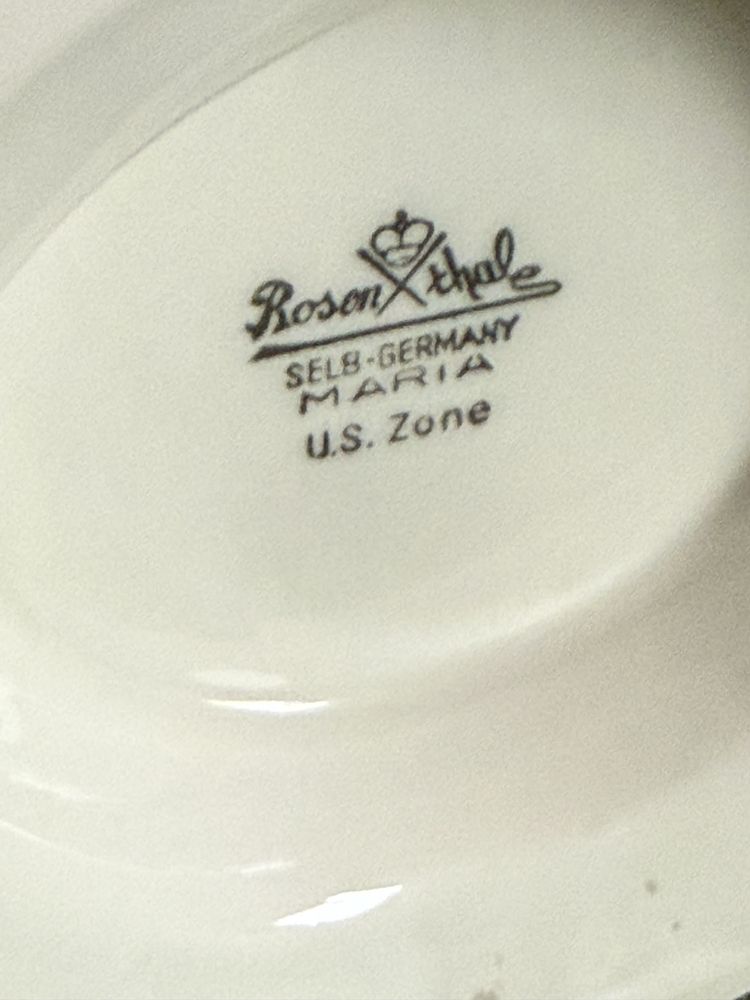 Rosenthal
SELB-GERMANY
MARIA
U.S. Zone